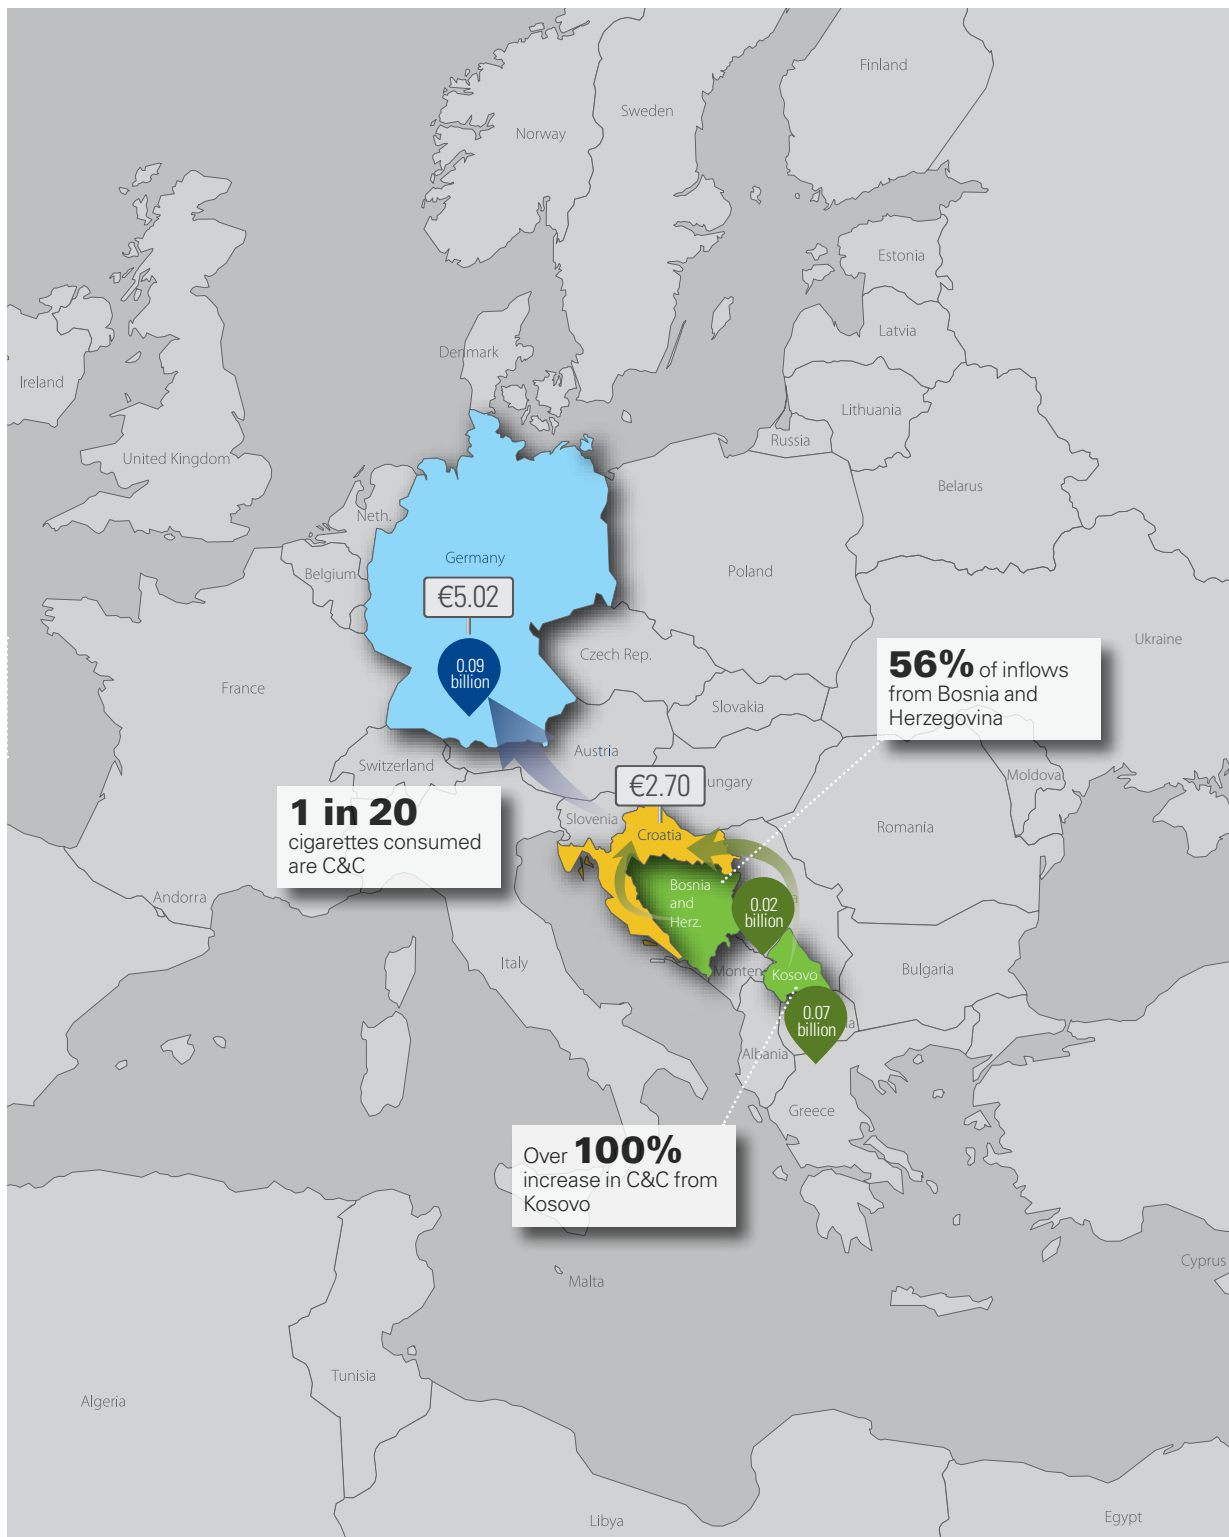 Finland
Sweden
Norway
Estonia
Latvia
Denmark
Ireland
Lithuania
Russia
United Kingdom
Belarus
Neth.
Germany
Belgium
Poland
€5.02
Ukraine
Czech Rep.
0.09
billion
56% of inflows
from Bosnia and
Herzegovina
France
Slovakia
Austria
Switzerland
Moldova
€2.70
ungary
1 in 20
cigarettes consumed
are C&C
Slovenia
Croatia
Romania
Bosnia
and
Herz.
Andorra
0.02
billion
a
Italy
Monten
Kosovo
Bulgaria
0.07
billion
ia
Albania
Greece
Over 100%
increase in C&C from
Kosovo
Malta
Cyprus
Tunisia
Algeria
Libya
Egypt